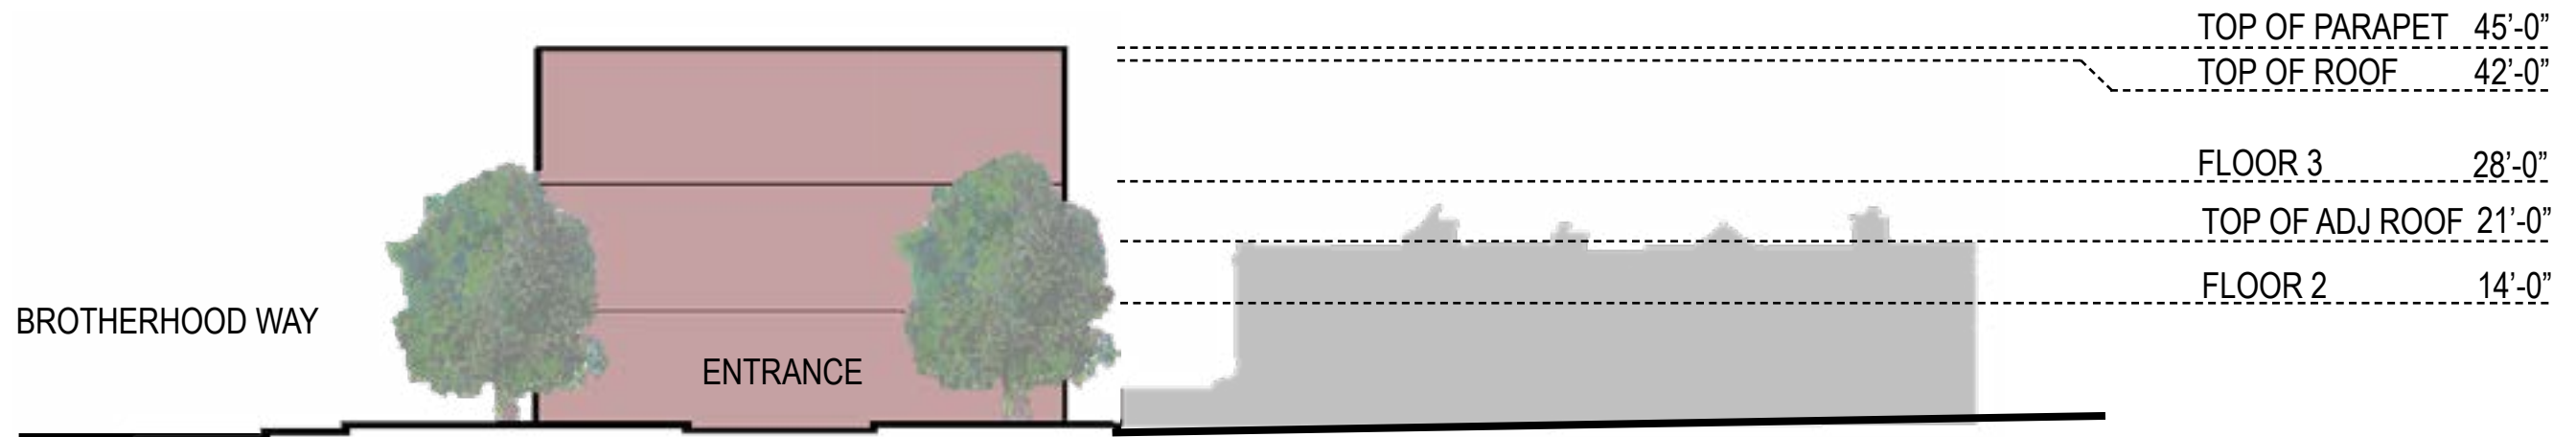 TOP OF PARAPET 45'-0”
TOP OF ROOF 42'-0”
FLOOR 3 28'-0”
TOP OF ADJ ROOF 21'-0”
FLOOR 2 14'-0”
BROTHERHOOD WAY
ENTRANCE